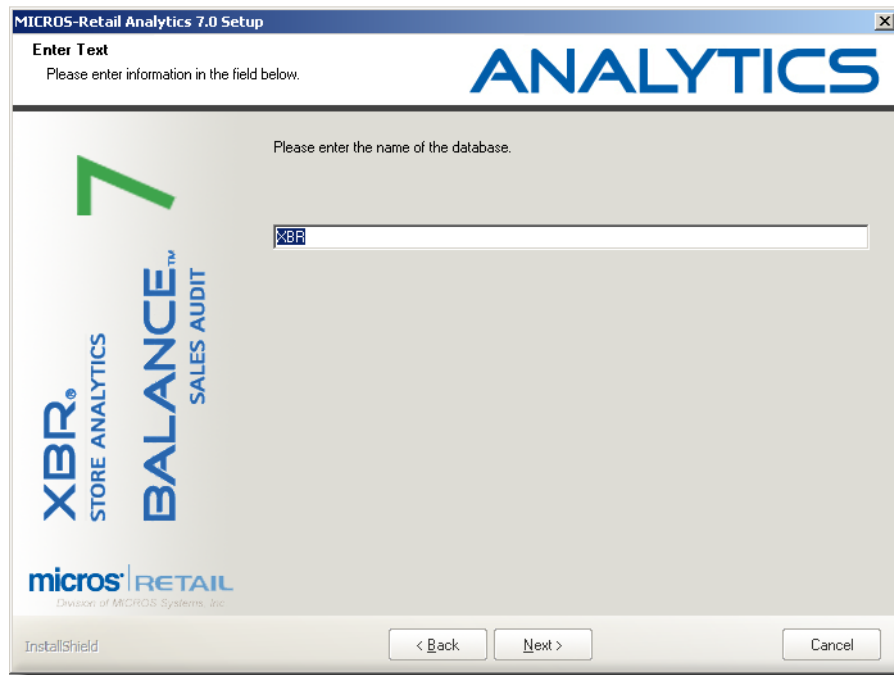 MICROS-Retail Analytics 7.0 Setup
Enter Text
Please enter information in the field below.
ANALYTICS
Please enter the name of the database.
XBR
7
XBR®
STORE ANALYTICS
BALANCE™
SALES AUDIT
micros® RETAIL
Division of MICROS Systems, Inc.
InstallShield
< Back
Next >
Cancel